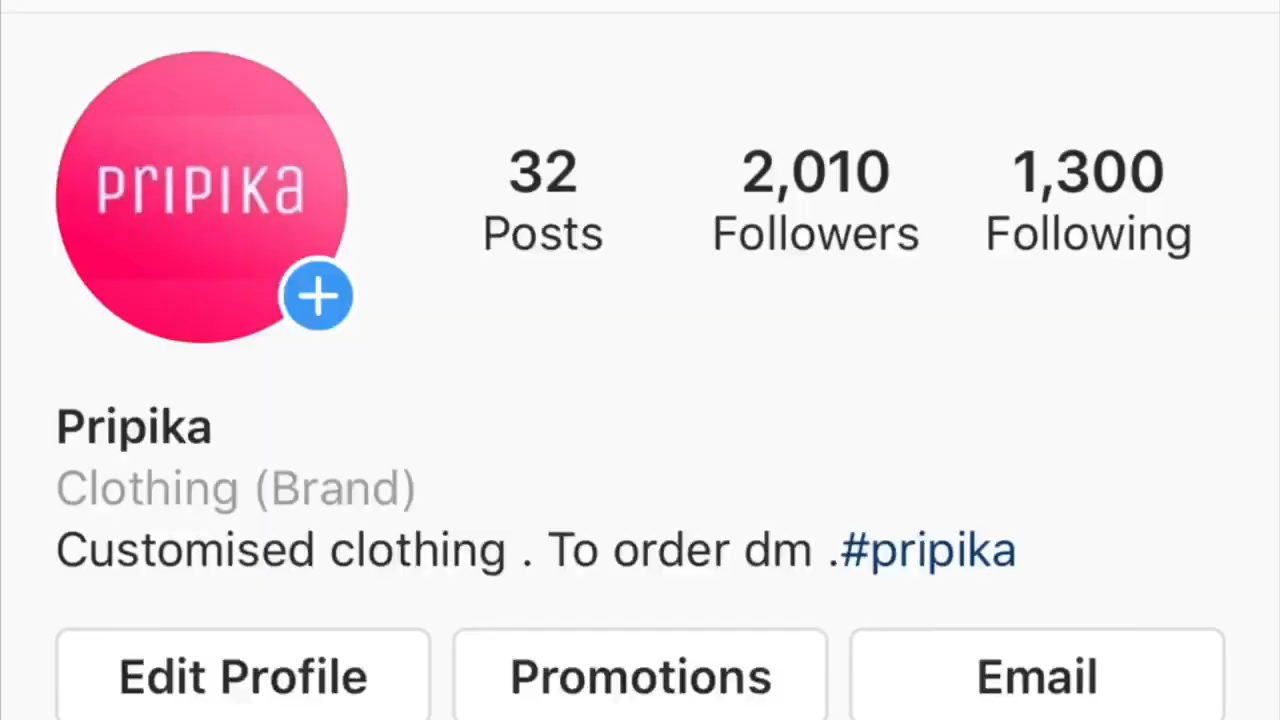 PRIPIKA
32
2,010
1,300
Posts
Followers
Following
Pripika
Clothing (Brand)
Customised clothing . To order dm .#pripika
Edit Profile
Promotions
Email